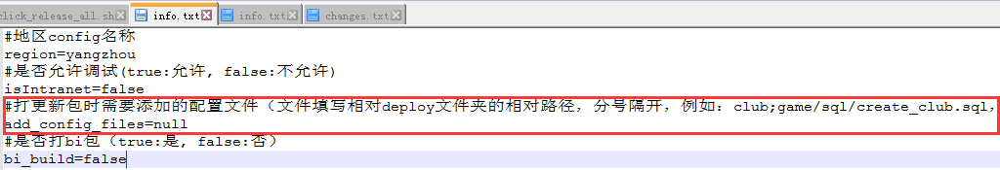 click_release_all.sh
info.txt
info.txt
changes.txt
#地区config名称
region=yangzhou
#是否允许调试(true:允许, false:不允许)
isIntranet=false
#打更新包时需要添加的配置文件（文件填写相对deploy文件夹的相对路径，分号隔开，例如：club;game/sql/create_club.sql,
add_config_files=null
#是否打bi包（true:是, false:否）
bi_build=false